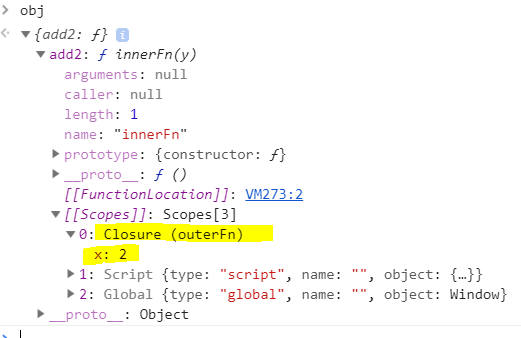 > obj
<· ▼ {add2: ƒ} i
▼ add2: ƒ innerFn(y)
arguments: null
caller: null
length: 1
name: "innerFn"
▶ prototype: {constructor: ƒ}
▶ __proto__: ƒ ()
[[FunctionLocation]]: VM273:2
▼ [[Scopes]]: Scopes[3]
▼ 0: Closure (outerFn)
x: 2
▶ 1: Script {type: "script", name: "", object: {…}}
▶ 2: Global {type: "global", name: "", object: Window}
▶ __proto__: Object
>